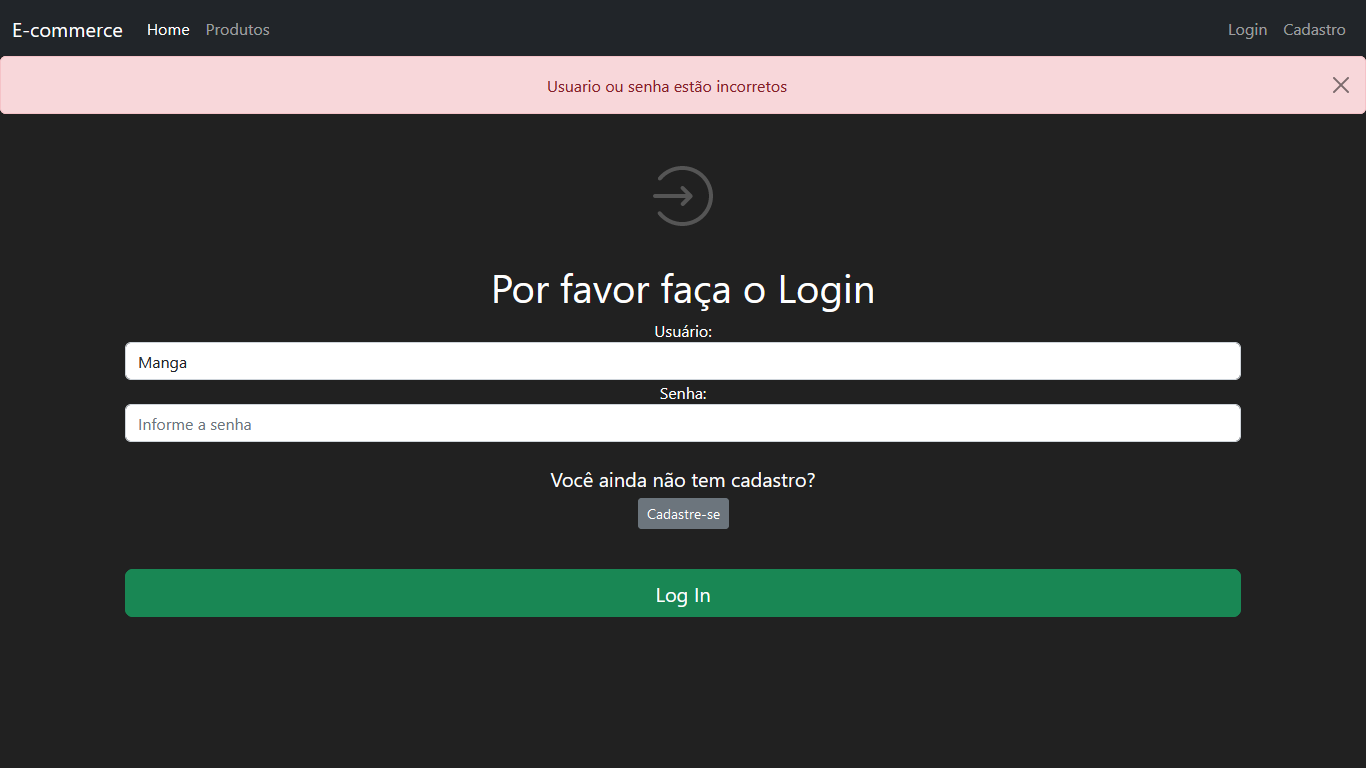 E-commerce Home Produtos Login Cadastro
Usuario ou senha estão incorretos
Por favor faça o Login
Usuário:
Manga
Senha:
Informe a senha
Você ainda não tem cadastro?
Cadastre-se
Log In